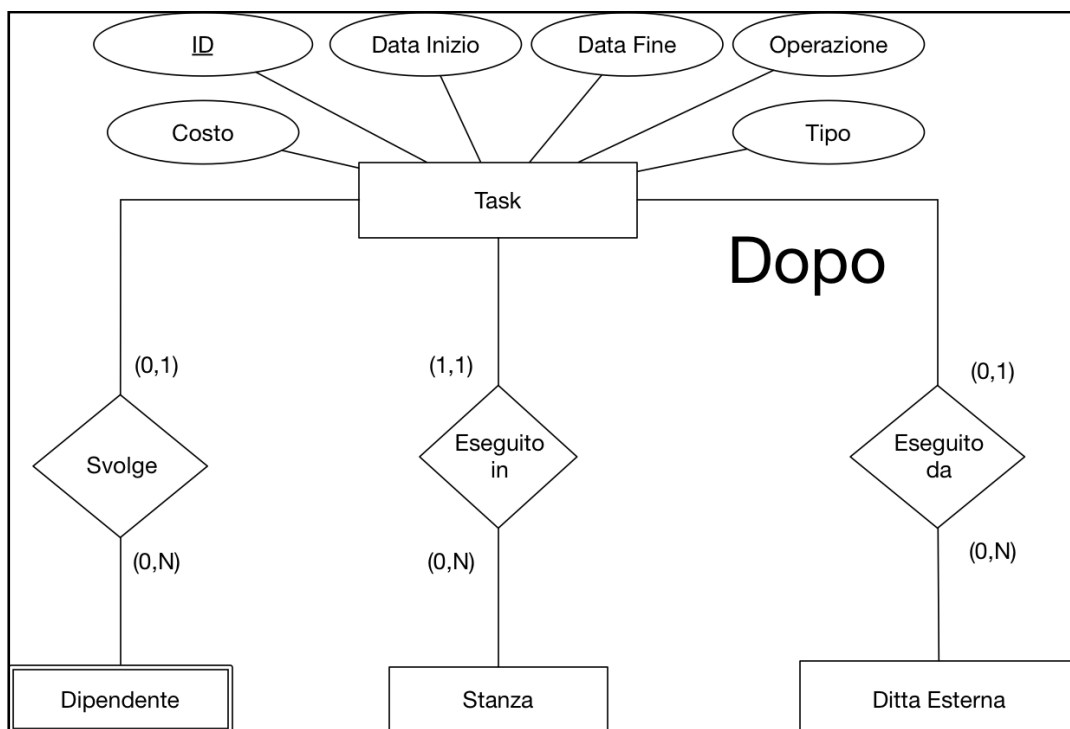 ID
Data Inizio
Data Fine
Operazione
Costo
Tipo
Task
Dopo
(0,1)
(1,1)
(0,1)
Svolge
Eseguito
in
Eseguito
da
(0,N)
(0,N)
(0,N)
Dipendente
Stanza
Ditta Esterna